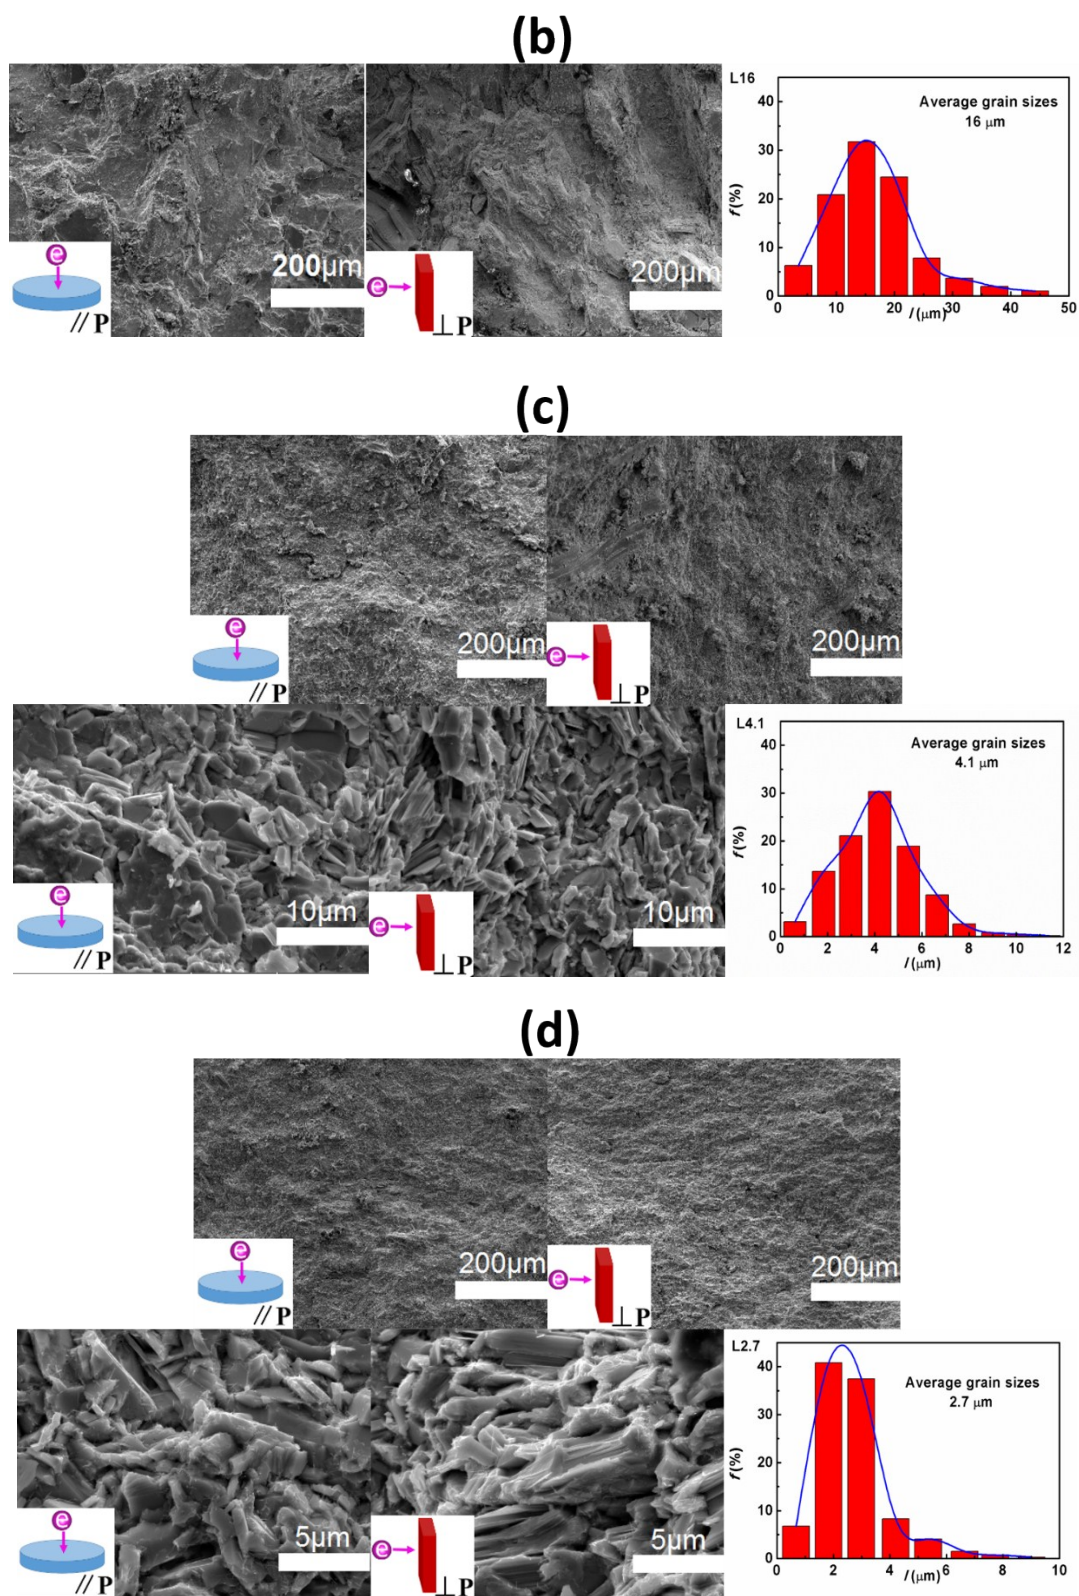 (b)
e
// P
200μm
e
⊥ P
200μm
L16
Average grain sizes
16 μm
f (%)
40
30
20
10
0
0 10 20 30 40 50
l (μm)
(c)
e
// P
200μm
e
⊥ P
200μm
e
// P
10μm
e
⊥ P
10μm
L4.1
Average grain sizes
4.1 μm
f (%)
40
30
20
10
0
0 2 4 6 8 10 12
l (μm)
(d)
e
// P
200μm
e
⊥ P
200μm
e
// P
5μm
e
⊥ P
5μm
L2.7
Average grain sizes
2.7 μm
f (%)
40
30
20
10
0
0 2 4 6 8 10
l (μm)